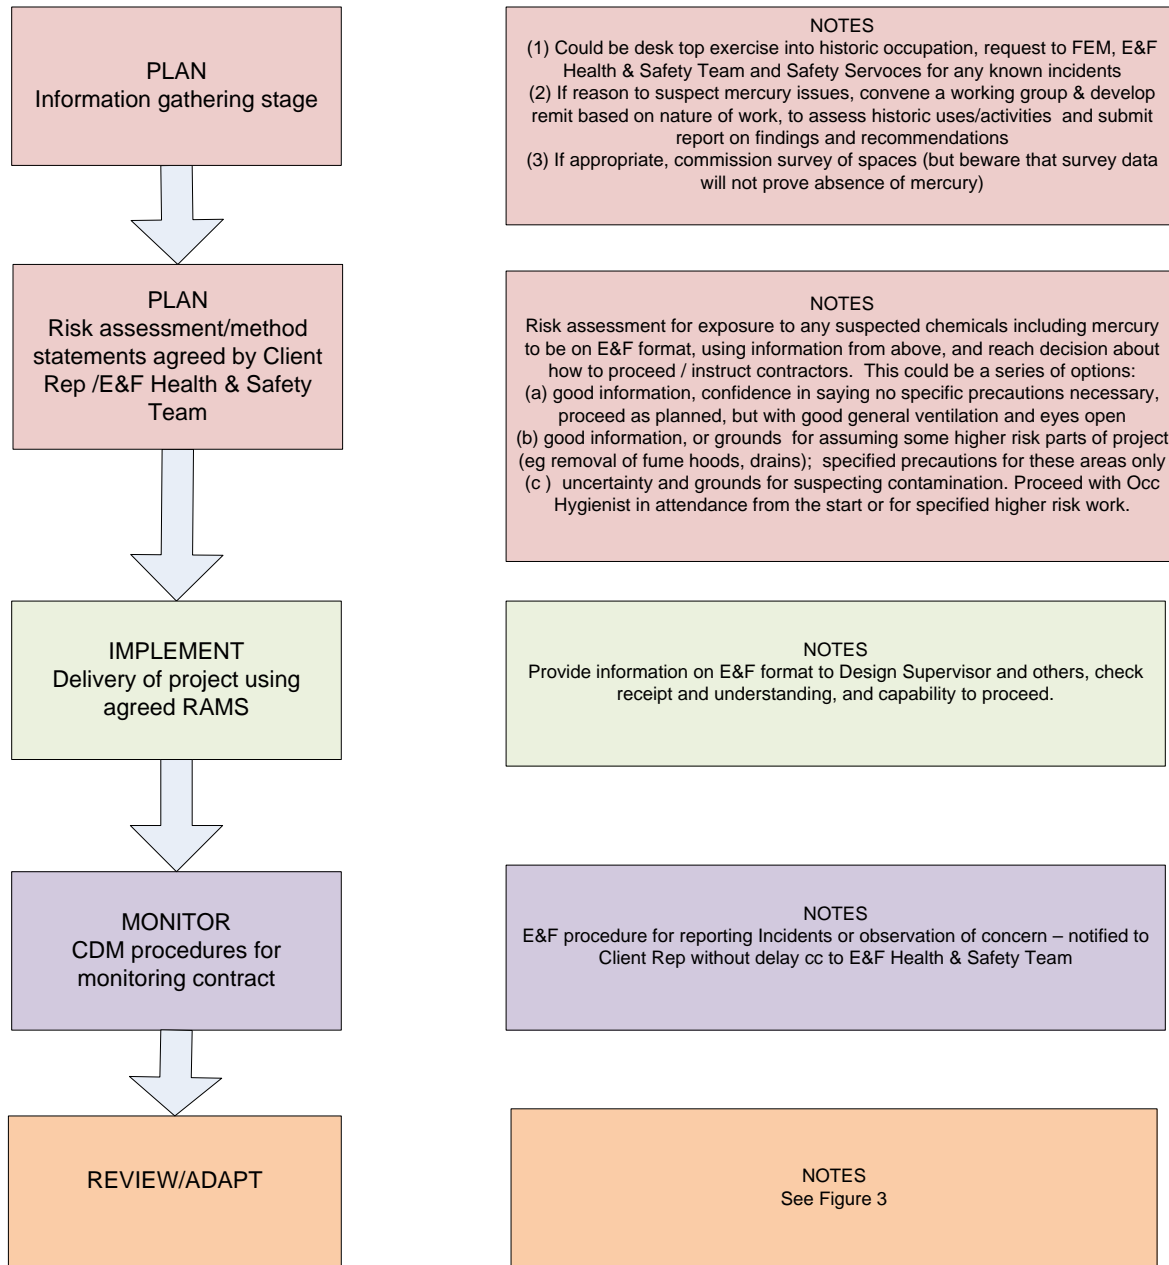 PLAN
Information gathering stage
NOTES
(1) Could be desk top exercise into historic occupation, request to FEM, E&F
Health & Safety Team and Safety Servoces for any known incidents
(2) If reason to suspect mercury issues, convene a working group & develop
remit based on nature of work, to assess historic uses/activities  and submit
report on findings and recommendations
(3) If appropriate, commission survey of spaces (but beware that survey data
will not prove absence of mercury)
PLAN
Risk assessment/method
statements agreed by Client
Rep /E&F Health & Safety
Team
NOTES
Risk assessment for exposure to any suspected chemicals including mercury
to be on E&F format, using information from above, and reach decision about
how to proceed / instruct contractors.  This could be a series of options:
(a) good information, confidence in saying no specific precautions necessary,
proceed as planned, but with good general ventilation and eyes open
(b) good information, or grounds  for assuming some higher risk parts of project
(eg removal of fume hoods, drains);  specified precautions for these areas only
(c )  uncertainty and grounds for suspecting contamination. Proceed with Occ
Hygienist in attendance from the start or for specified higher risk work.
IMPLEMENT
Delivery of project using
agreed RAMS
NOTES
Provide information on E&F format to Design Supervisor and others, check
receipt and understanding, and capability to proceed.
MONITOR
CDM procedures for
monitoring contract
NOTES
E&F procedure for reporting Incidents or observation of concern – notified to
Client Rep without delay cc to E&F Health & Safety Team
REVIEW/ADAPT
NOTES
See Figure 3